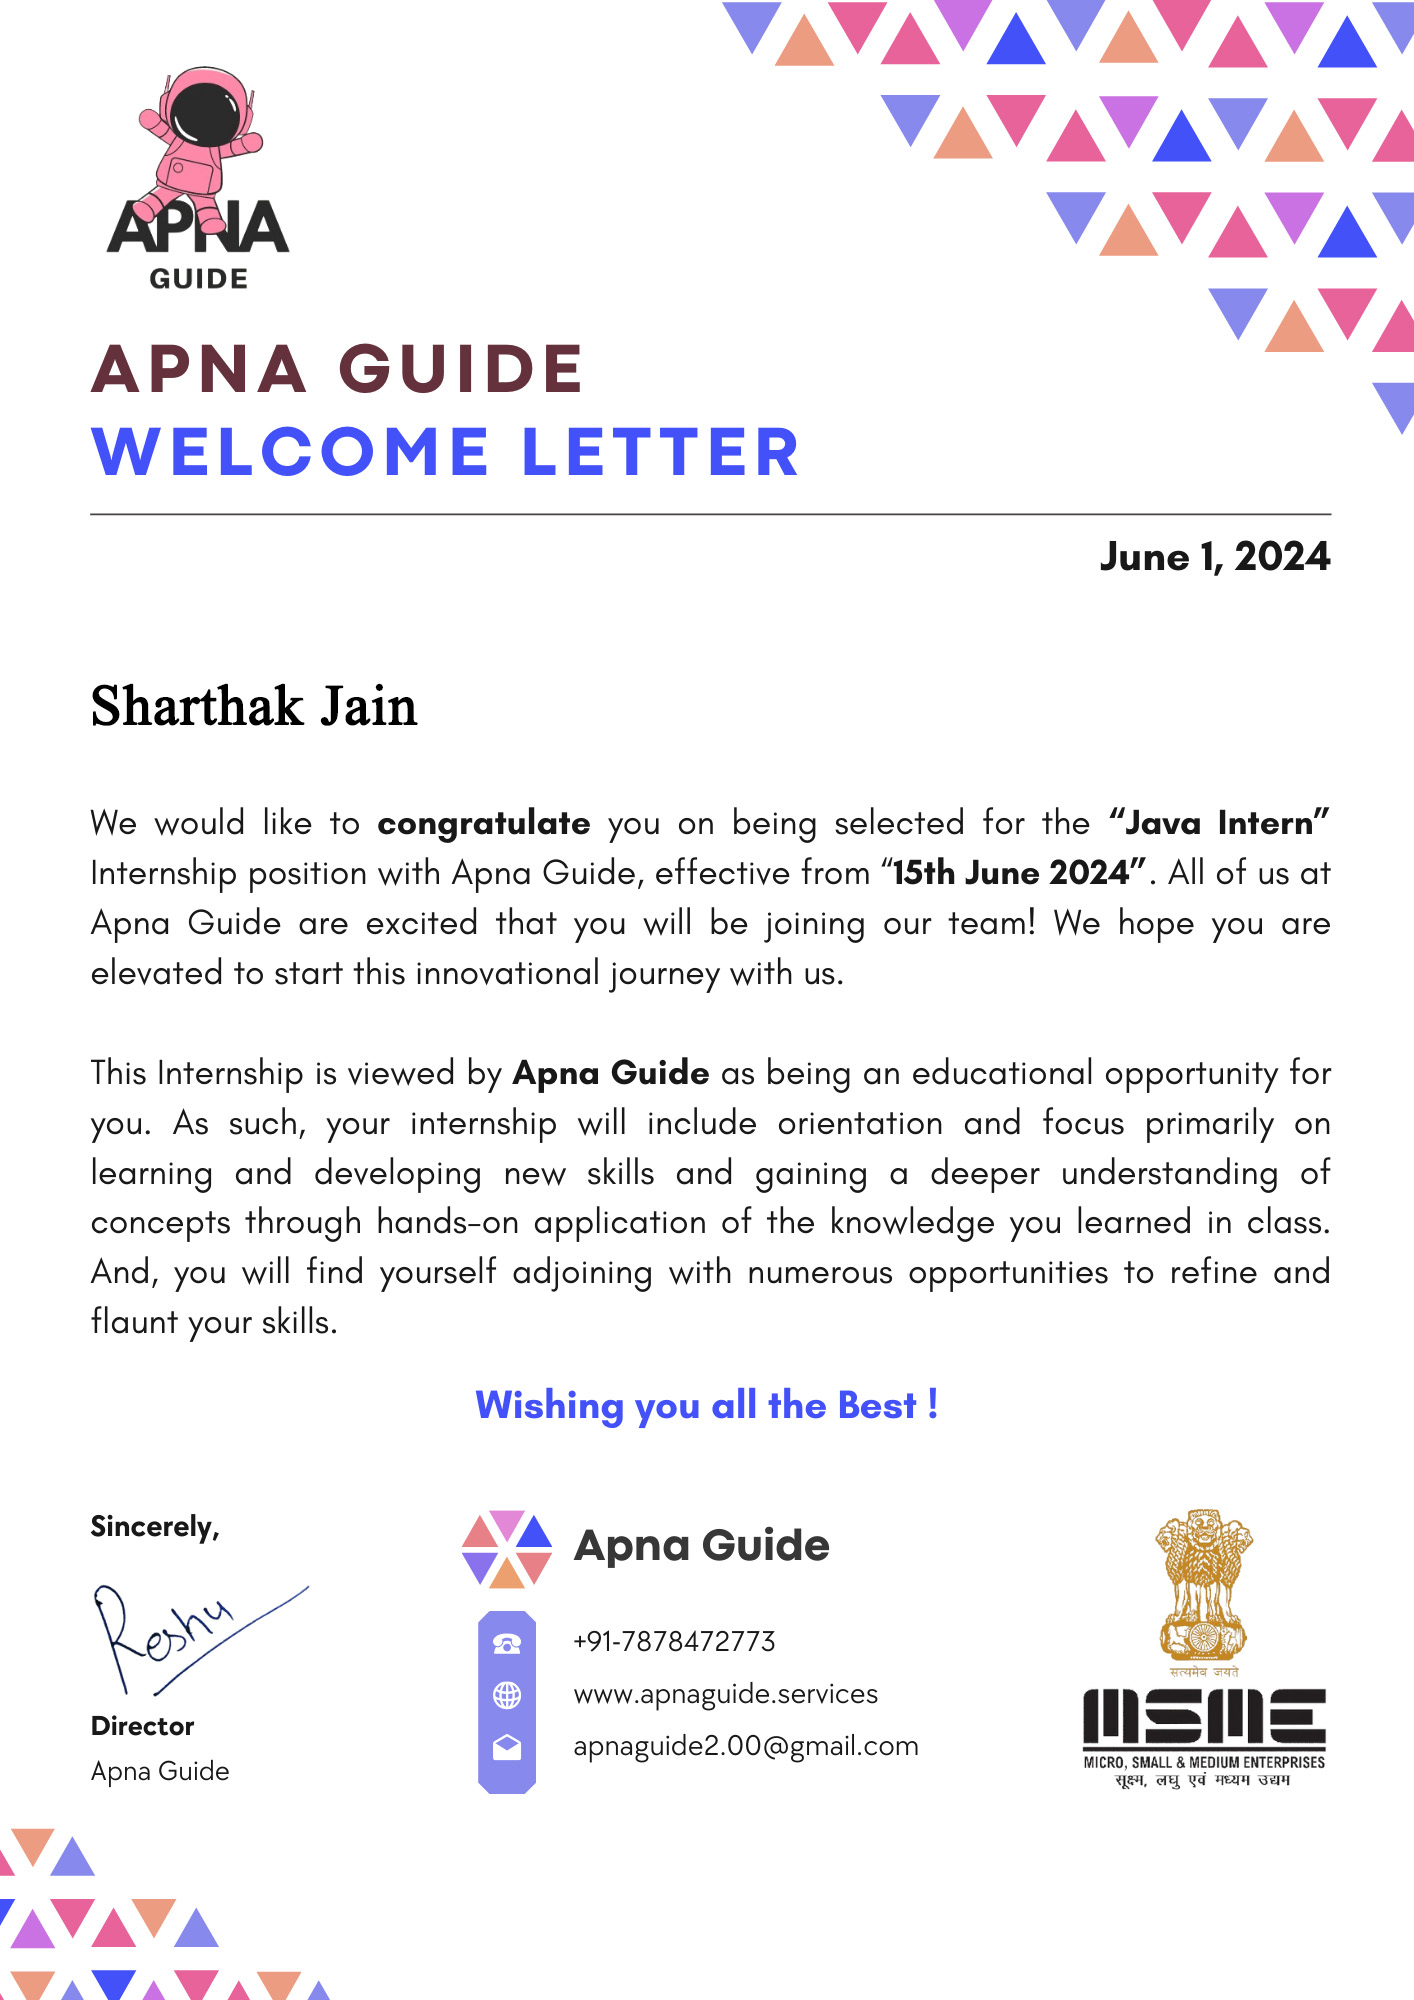 APNA
GUIDE
APNA GUIDE
WELCOME LETTER
June 1, 2024
Sharthak Jain
We would like to congratulate you on being selected for the “Java Intern”
Internship position with Apna Guide, effective from “15th June 2024”. All of us at
Apna Guide are excited that you will be joining our team! We hope you are
elevated to start this innovational journey with us.
This Internship is viewed by Apna Guide as being an educational opportunity for
you. As such, your internship will include orientation and focus primarily on
learning and developing new skills and gaining a deeper understanding of
concepts through hands-on application of the knowledge you learned in class.
And, you will find yourself adjoining with numerous opportunities to refine and
flaunt your skills.
Wishing you all the Best !
Sincerely,
Reshu
Director
Apna Guide
Apna Guide
+91-7878472773
www.apnaguide.services
apnaguide2.00@gmail.com
सत्यमेव जयते
MSME
MICRO, SMALL & MEDIUM ENTERPRISES
सूक्ष्म, लघु एवं मध्यम उद्यम